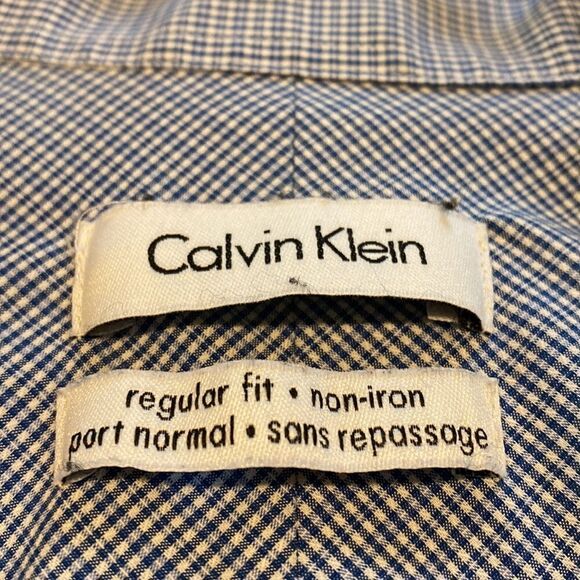 Calvin Klein
regular fit • non-iron
port normal • sans repassage